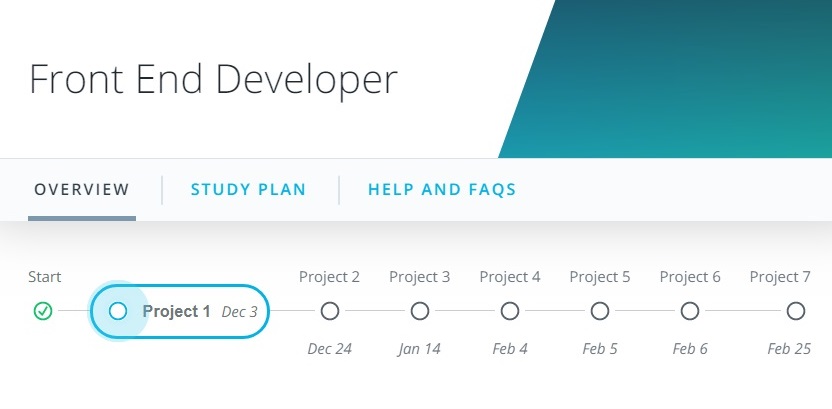 Front End Developer
OVERVIEW STUDY PLAN HELP AND FAQS
Start Project 2 Project 3 Project 4 Project 5 Project 6 Project 7
Project 1 Dec 3
Dec 24 Jan 14 Feb 4 Feb 5 Feb 6 Feb 25